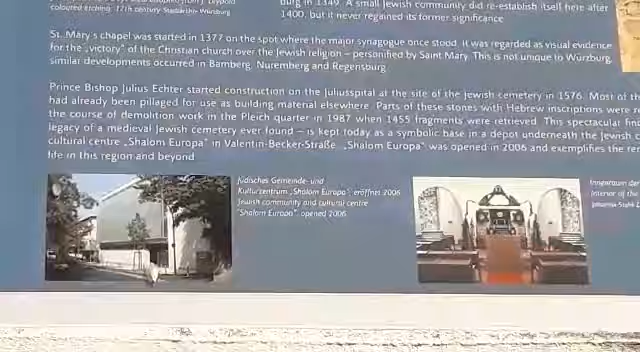 coloured etching, 17th century Stadtarchiv Würzburg
burg in 1349. A small Jewish community did re-establish itself here after
1400, but it never regained its former significance
St. Mary's chapel was started in 1377 on the spot where the major synagogue once stood. It was regarded as visual evidence
for the „victory" of the Christian church over the Jewish religion – personified by Saint Mary. This is not unique to Würzburg,
similar developments occurred in Bamberg, Nuremberg and Regensburg.
Prince Bishop Julius Echter started construction on the Juliusspital at the site of the Jewish cemetery in 1576. Most of th
had already been pillaged for use as building material elsewhere. Parts of these stones with Hebrew inscriptions were re
the course of demolition work in the Pleich quarter in 1987 when 1455 fragments were retrieved. This spectacular find
legacy of a medieval Jewish cemetery ever found – is kept today as a symbolic base in a depot underneath the Jewish c
cultural centre „Shalom Europa" in Valentin-Becker-Straße. „Shalom Europa" was opened in 2006 and exemplifies the ren
life in this region and beyond
Jüdisches Gemeinde- und
Kulturzentrum „Shalom Europa", eröffnet 2006
Jewish community and cultural centre
"Shalom Europa", opened 2006
Innenraum der
Interior of the